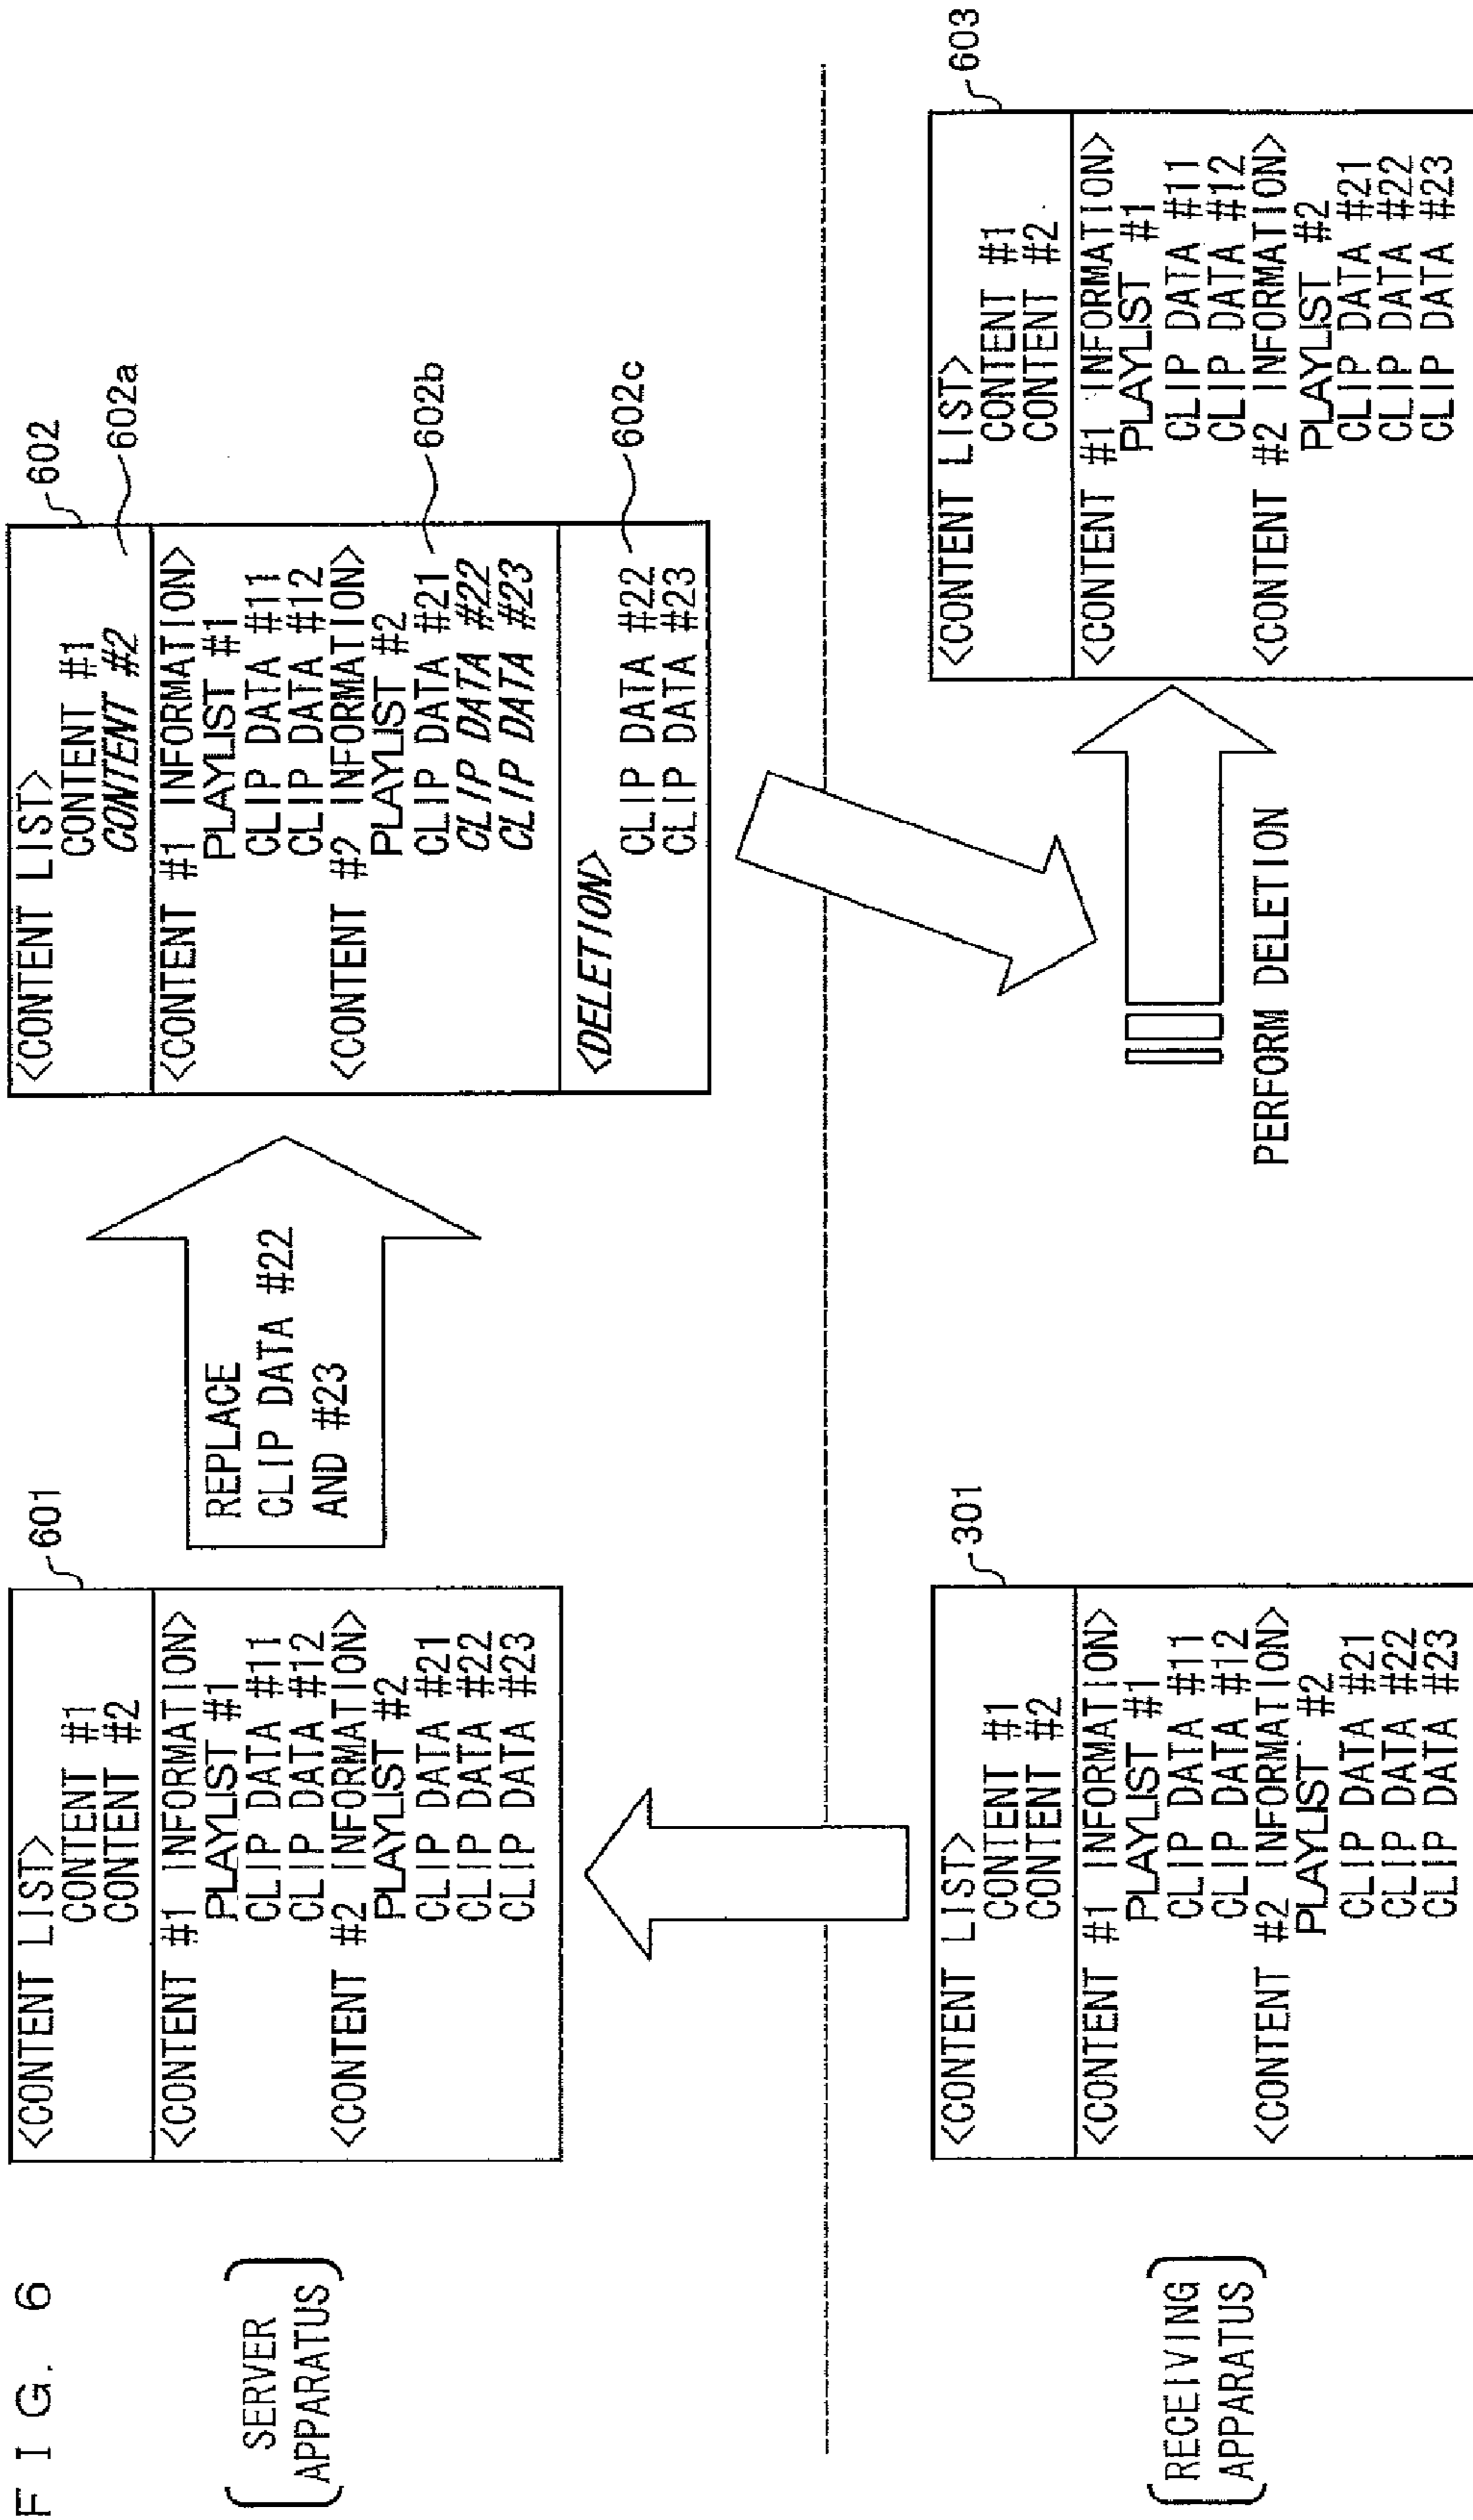 F I G. 6
SERVER
APPARATUS
601
<CONTENT LIST>
CONTENT #1
CONTENT #2
<CONTENT #1 INFORMATION>
PLAYLIST #1
CLIP DATA #11
CLIP DATA #12
<CONTENT #2 INFORMATION>
PLAYLIST #2
CLIP DATA #21
CLIP DATA #22
CLIP DATA #23
REPLACE
CLIP DATA #22
AND #23
602
<CONTENT LIST>
CONTENT #1
CONTENT #2
602a
<CONTENT #1 INFORMATION>
PLAYLIST #1
CLIP DATA #11
CLIP DATA #12
<CONTENT #2 INFORMATION>
PLAYLIST #2
CLIP DATA #21
602b
CLIP DATA #22
CLIP DATA #23
<DELETION>
CLIP DATA #22
602c
CLIP DATA #23
RECEIVING
APPARATUS
301
<CONTENT LIST>
CONTENT #1
CONTENT #2
<CONTENT #1 INFORMATION>
PLAYLIST #1
CLIP DATA #11
CLIP DATA #12
<CONTENT #2 INFORMATION>
PLAYLIST #2
CLIP DATA #21
CLIP DATA #22
CLIP DATA #23
PERFORM DELETION
603
<CONTENT LIST>
CONTENT #1
CONTENT #2
<CONTENT #1 INFORMATION>
PLAYLIST #1
CLIP DATA #11
CLIP DATA #12
<CONTENT #2 INFORMATION>
PLAYLIST #2
CLIP DATA #21
CLIP DATA #22
CLIP DATA #23